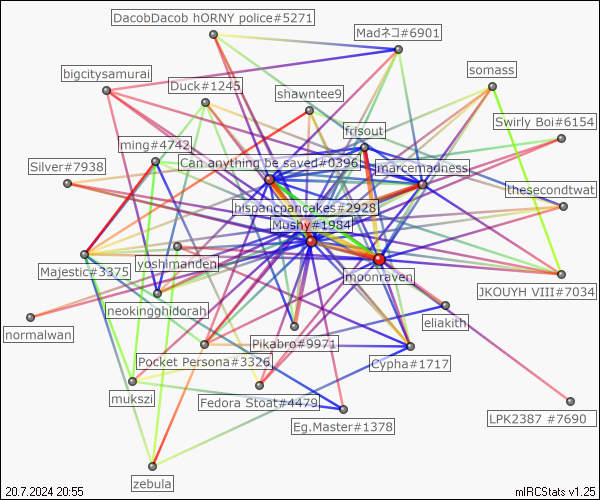 DacobDacob hORNY police#5271
Madネコ#6901
bigcitysamurai
somass
Duck#1245
shawntee9
Swirly Boi#6154
frisout
ming#4742
Can anything be saved#0396
marcemadness
Silver#7938
thesecondtwat
hispancpancakes#2928
Mushy#1984
yoshimanden
Majestic#3375
moonraven
JKOUYH VIII#7034
neokingghidorah
eliakith
normalwan
Pikabro#9971
Pocket Persona#3326
Cypha#1717
mukszi
Fedora Stoat#4479
LPK2387 #7690
Eg.Master#1378
zebula
20.7.2024 20:55
mIRCStats v1.25